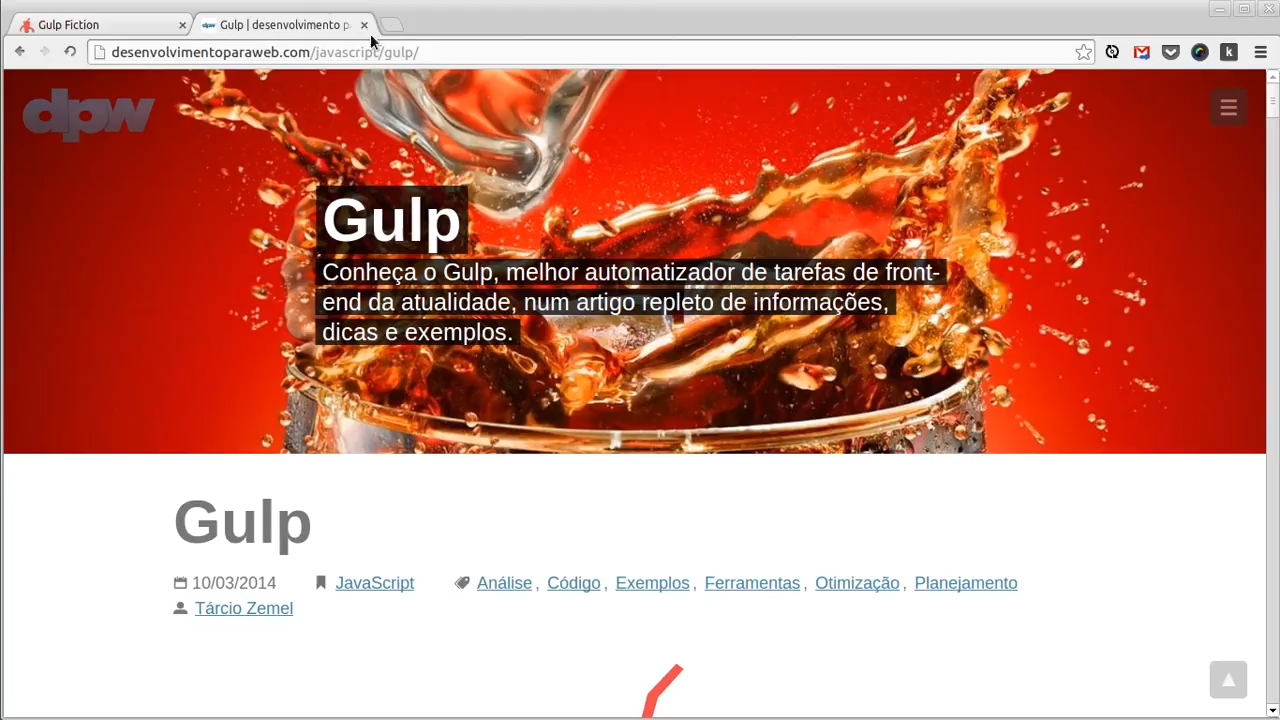 Gulp Fiction
Gulp | desenvolvimento p
desenvolvimentoparaweb.com/javascript/gulp/
k
dpw
Gulp
Conheça o Gulp, melhor automatizador de tarefas de front-
end da atualidade, num artigo repleto de informações,
dicas e exemplos.
Gulp
10/03/2014 JavaScript Análise, Código, Exemplos, Ferramentas, Otimização, Planejamento
Tárcio Zemel